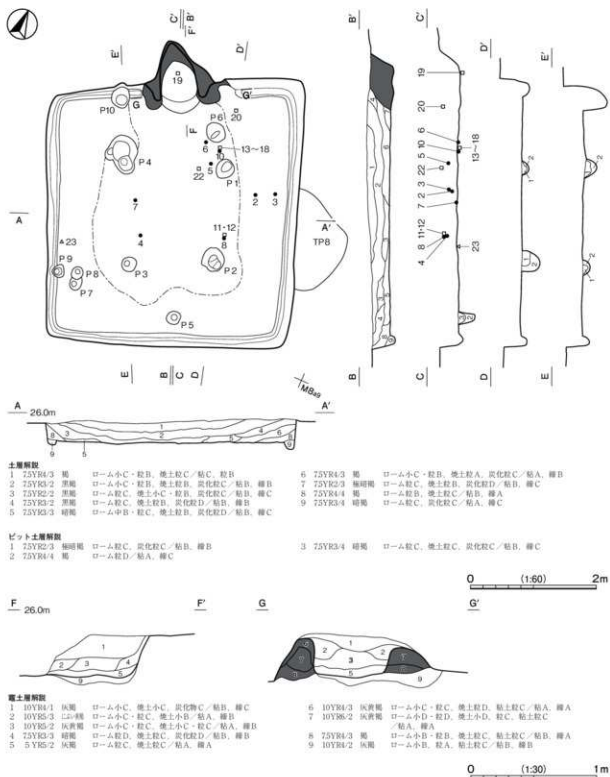 C' B'
F'
E'
D'
19
P10
G
G'
P6
20
F
6
13~18
10
P4
5
22
P1
7
2
3
A
A'
11・12
8
4
TP8
23
P9
P8
P3
P2
P7
P5
E
B C
D
M8a9
B'
C'
D'
E'
19
20
6
10
5
22
13~18
3
2
7
11・12
8
4
23
B
C
D
E
A 26.0m
A'
土層解説
1 7.5YR4/3 褐 ローム小C・粒B、焼土粒C/粘C、粒B
2 7.5YR3/2 黒褐 ローム小C・粒B、焼土粒B、炭化粒C/粘B、締B
3 7.5YR2/2 黒褐 ローム粒C、焼土小C・粒B、炭化粒C/粘B、締C
4 7.5YR3/2 黒褐 ローム粒C、焼土粒B、炭化粒D/粘B、締B
5 7.5YR3/3 暗褐 ローム中B・粒C、焼土粒B、炭化粒D/粘B、締C
6 7.5YR4/3 褐 ローム小C・粒B、焼土粒A、炭化粒C/粘A、締B
7 7.5YR2/3 極暗褐 ローム粒C、焼土粒B、炭化粒D/粘B、締C
8 7.5YR4/4 褐 ローム粒B、焼土粒C/粘B、締A
9 7.5YR3/4 暗褐 ローム粒C、焼土粒C/粘A、締C
ピット土層解説
1 7.5YR2/3 極暗褐 ローム粒C、炭化粒C/粘B、締B
2 7.5YR4/4 褐 ローム粒D/粘A、締C
3 7.5YR3/4 暗褐 ローム粒C、焼土粒C、炭化粒C/粘B、締C
0 (1:60) 2m
F 26.0m
F'
G
G'
竈土層解説
1 10YR4/1 灰褐 ローム小C、焼土小C、炭化物C/粘B、締C
2 10YR5/3 にぶい黄褐 ローム小C・粒C、焼土小B/粘A、締B
3 10YR5/2 灰黄褐 ローム小C・粒C、焼土小C・粒C/粘A、締B
4 7.5YR3/3 暗褐 ローム粒D、焼土粒C、炭化粒D/粘B、締B
5 5YR5/2 灰褐 ローム粒C、焼土粒C/粘A、締A
6 10YR4/3 灰黄褐 ローム小C、焼土粒D、粘土粒C/粘A、締A
7 10YR6/2 灰黄褐 ローム小D・粒D、焼土小D、粒C、粘土粒C
/粘A、締A
8 7.5YR4/3 褐 ローム小B・粒B、焼土粒C、粘土粒C/粘B、締A
9 10YR4/2 灰褐 ローム小B、粒A、粘土粒C/粘B、締B
0 (1:30) 1m